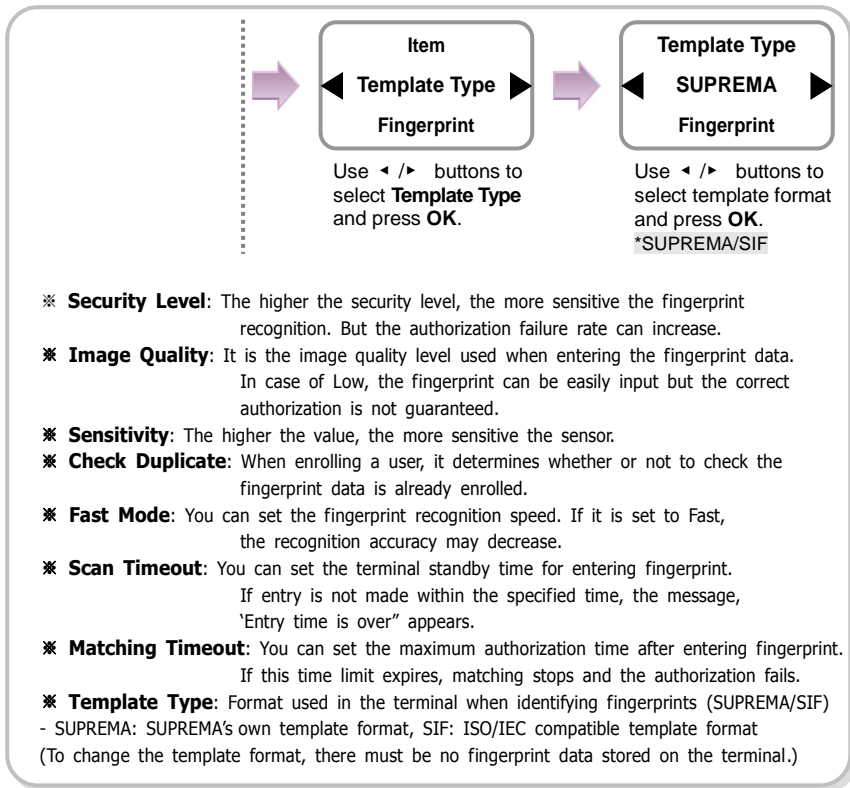 Item
Template Type
Fingerprint
Template Type
SUPREMA
Fingerprint
Use ◄ /► buttons to
select Template Type
and press OK.
Use ◄ /► buttons to
select template format
and press OK.
*SUPREMA/SIF
※ Security Level: The higher the security level, the more sensitive the fingerprint
recognition. But the authorization failure rate can increase.
※ Image Quality: It is the image quality level used when entering the fingerprint data.
In case of Low, the fingerprint can be easily input but the correct
authorization is not guaranteed.
※ Sensitivity: The higher the value, the more sensitive the sensor.
※ Check Duplicate: When enrolling a user, it determines whether or not to check the
fingerprint data is already enrolled.
※ Fast Mode: You can set the fingerprint recognition speed. If it is set to Fast,
the recognition accuracy may decrease.
※ Scan Timeout: You can set the terminal standby time for entering fingerprint.
If entry is not made within the specified time, the message,
‘Entry time is over” appears.
※ Matching Timeout: You can set the maximum authorization time after entering fingerprint.
If this time limit expires, matching stops and the authorization fails.
※ Template Type: Format used in the terminal when identifying fingerprints (SUPREMA/SIF)
- SUPREMA: SUPREMA’s own template format, SIF: ISO/IEC compatible template format
(To change the template format, there must be no fingerprint data stored on the terminal.)